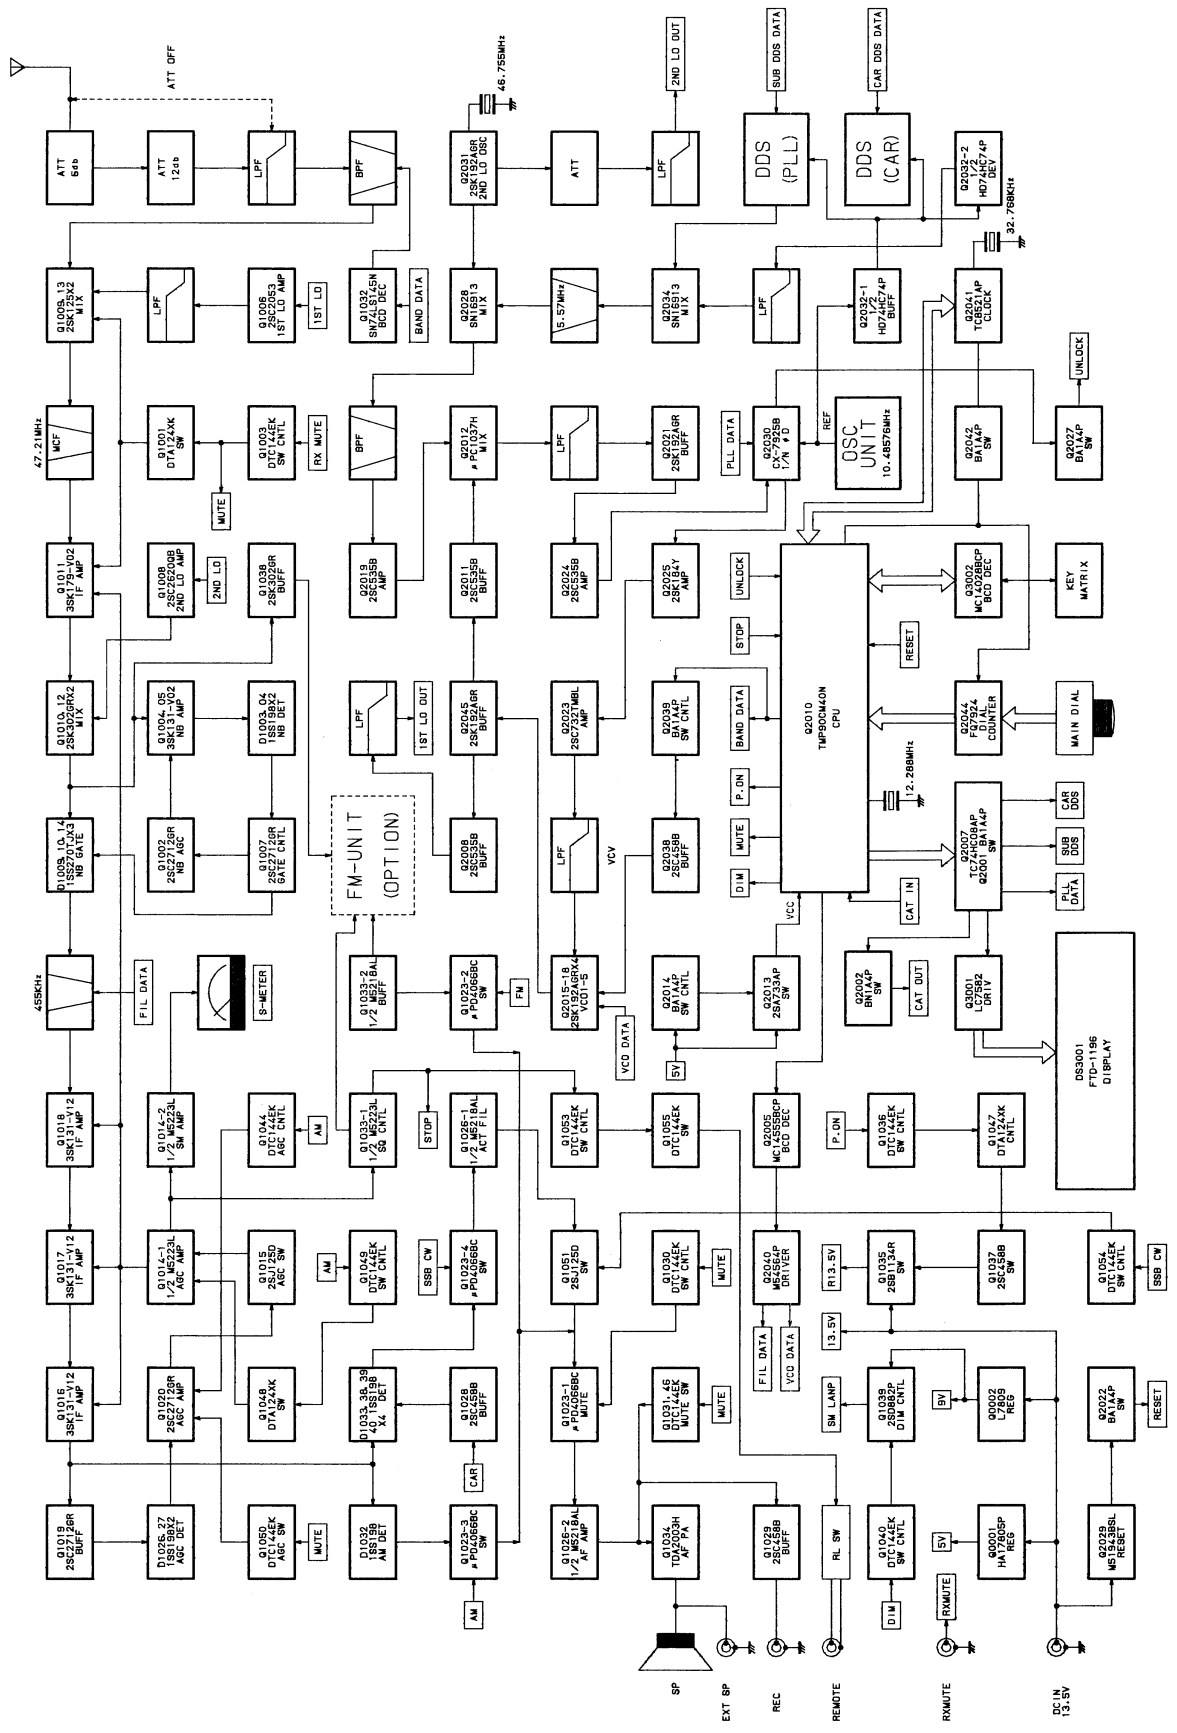 Q1019
2SC2712GR
BUFF
Q1016
3SK131-V12
IF AMP
Q1017
3SK131-V12
IF AMP
Q1018
3SK131-V12
IF AMP
455KHz
D1009,10,14
1SS270TJX3
NB GATE
Q1010,12
2SK302GRX2
MIX
Q1011
3SK179-V02
IF AMP
47.21MHz
MCF
Q1009,13
2SK125X2
MIX
ATT
6db
D1026,27
1SS198X2
AGC DET
Q1020
2SC2712GR
AGC AMP
Q1014-1
1/2 M5223L
AGC AMP
Q1014-2
1/2 M5223L
SM AMP
FIL DATA
Q1002
2SC2712GR
NB AGC
Q1004,05
3SK131-V02
NB AMP
Q1008
2SC2620QB
2ND LO AMP
2ND LO
Q1001
DTA124XK
SW
LPF
ATT
12db
ATT OFF
MUTE
Q1050
DTC144EK
AGC SW
MUTE
Q1048
DTA124XK
SW
Q1015
2SJ125D
AGC SW
Q1044
DTC144EK
AGC CNTL
AM
S-METER
Q1007
2SC2712GR
GATE CNTL
D1003,04
1SS198X2
NB DET
Q1038
2SK302GR
BUFF
Q1003
DTC144EK
SW CNTL
RX MUTE
Q1006
2SC2053
1ST LO AMP
1ST LO
LPF
D1032
1SS198
AM DET
D1033,38,39
40 1SS198
X4 DET
AM
Q1049
DTC144EK
SW CNTL
Q1033-1
1/2 M5223L
SQ CNTL
STOP
Q1033-2
1/2 M5218AL
BUFF
FM-UNIT
(OPTION)
LPF
1ST LO OUT
Q2019
2SC535B
AMP
BPF
Q1032
SN74LS145N
BCD DEC
BAND DATA
BPF
AM
Q1023-3
μPD4066BC
SW
CAR
Q1028
2SC458B
BUFF
SSB CW
Q1023-4
μPD4066BC
SW
Q1026-1
1/2 M5218AL
ACT FIL
Q1023-2
μPD4066BC
SW
FM
Q2008
2SC535B
BUFF
Q2045
2SK192AGR
BUFF
Q2011
2SC535B
BUFF
Q2012
μPC1037H
MIX
Q2028
SN16913
MIX
Q2031
2SK192AGR
2ND LO OSC
46.755MHz
Q1026-2
1/2 M5218AL
AF AMP
Q1023-1
μPD4066BC
MUTE
Q1051
2SJ125D
SW
Q1053
DTC144EK
SW CNTL
Q2015-18
2SK192AGRX4
VCO1-5
VCO DATA
LPF
VCV
Q2023
2SC732TMBL
AMP
Q2024
2SC535B
AMP
LPF
5.57MHz
ATT
SP
Q1034
TDA2003H
AF PA
Q1031,46
DTC144EK
MUTE SW
MUTE
Q1030
DTC144EK
SW CNTL
MUTE
Q1055
DTC144EK
SW
5V
Q2014
BA1A4P
SW CNTL
Q2038
2SC458B
BUFF
Q2039
BA1A4P
SW CNTL
Q2025
2SK184Y
AMP
Q2021
2SK192AGR
BUFF
Q2034
SN16913
MIX
LPF
2ND LO OUT
EXT SP
REC
Q1029
2SC458B
BUFF
FIL DATA
VCO DATA
Q2040
M54564P
DRIVER
Q2005
MC14555BCP
BCD DEC
Q2013
2SA733AP
SW
VCC
DIM
MUTE
P.ON
BAND DATA
STOP
UNLOCK
PLL DATA
Q2030
CX-7925B
1/N φD
LPF
DDS
(PLL)
SUB DDS DATA
REMOTE
RL SW
SM LANP
R13.5V
P.ON
Q2010
TMP90CM40N
CPU
REF
OSC
UNIT
10.48576MHz
Q2032-1
1/2
HD74HC74P
BUFF
DDS
(CAR)
CAR DDS DATA
DIM
Q1040
DTC144EK
SW CNTL
Q1039
2SD882P
DIM CNTL
13.5V
Q1035
2SB1134R
SW
Q1036
DTC144EK
SW CNTL
Q2002
BN1A4P
SW
CAT OUT
CAT IN
12.288MHz
RESET
RXMUTE
RXMUTE
5V
Q0001
HA17805P
REG
9V
Q0002
L7809
REG
Q1037
2SC458B
SW
Q1047
DTA124XK
CNTL
Q3001
LC7582
DRIV
Q2007
TC74HC08AP
Q2001 BA1A4P
SW
Q2044
FQ7924
DIAL
COUNTER
Q3002
MC14028BCP
BCD DEC
Q2042
BA1A4P
SW
Q2041
TC8521AP
CLOCK
32.768KHz
Q2032-2
1/2
HD74HC74P
DEV
DCIN
13.5V
Q2029
M51943BSL
RESET
Q2022
BA1A4P
SW
RESET
Q1054
DTC144EK
SW CNTL
SSB CW
DS3001
FTD-1196
DISPLAY
PLL
DATA
SUB
DDS
CAR
DDS
MAIN DIAL
KEY
MATRIX
Q2027
BA1A4P
SW
UNLOCK